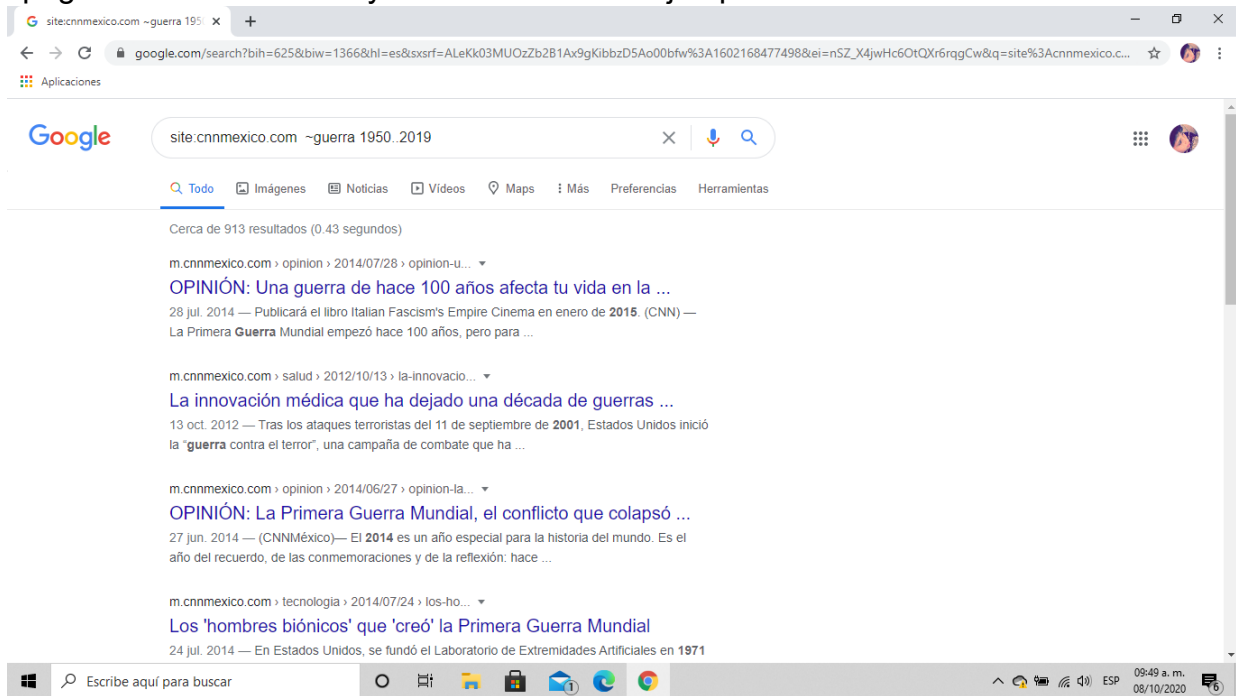 site:cnnmexico.com ~guerra 195
google.com/search?bih=625&biw=1366&hl=es&sxsrf=ALeKk03MUOzZb2B1Ax9gKibbzD5Ao00bfw%3A1602168477498&ei=nSZ_X4jwHc6OtQXr6rqgCw&q=site%3Acnnmexico.c...
Aplicaciones
Google
site:cnnmexico.com ~guerra 1950..2019
Todo Imágenes Noticias Vídeos Maps Más Preferencias Herramientas
Cerca de 913 resultados (0.43 segundos)
m.cnnmexico.com › opinion › 2014/07/28 › opinion-u...
OPINIÓN: Una guerra de hace 100 años afecta tu vida en la ...
28 jul. 2014 — Publicará el libro Italian Fascism's Empire Cinema en enero de 2015. (CNN) —
La Primera Guerra Mundial empezó hace 100 años, pero para ...
m.cnnmexico.com › salud › 2012/10/13 › la-innovacio...
La innovación médica que ha dejado una década de guerras ...
13 oct. 2012 — Tras los ataques terroristas del 11 de septiembre de 2001, Estados Unidos inició
la “guerra contra el terror”, una campaña de combate que ha ...
m.cnnmexico.com › opinion › 2014/06/27 › opinion-la...
OPINIÓN: La Primera Guerra Mundial, el conflicto que colapsó ...
27 jun. 2014 — (CNNMéxico)— El 2014 es un año especial para la historia del mundo. Es el
año del recuerdo, de las conmemoraciones y de la reflexión: hace ...
m.cnnmexico.com › tecnologia › 2014/07/24 › los-ho...
Los 'hombres biónicos' que 'creó' la Primera Guerra Mundial
24 jul. 2014 — En Estados Unidos, se fundó el Laboratorio de Extremidades Artificiales en 1971
Escribe aquí para buscar
1
ESP
09:49 a. m.
08/10/2020
6